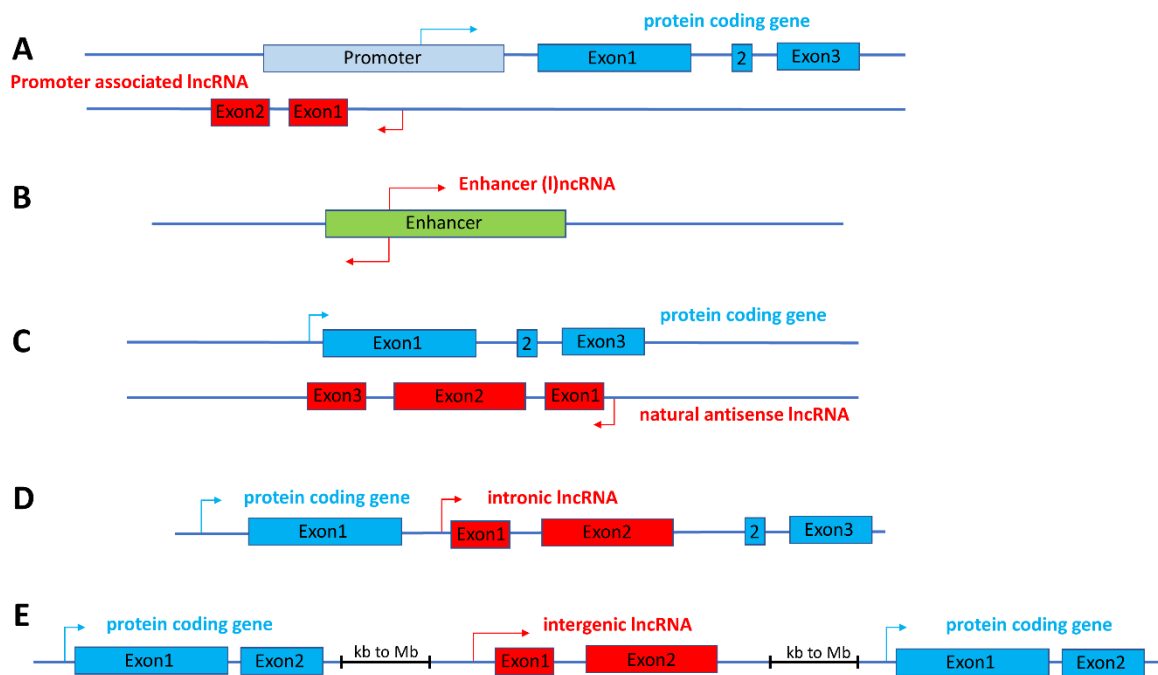 A
protein coding gene
Promoter
Exon1
2
Exon3
Promoter associated lncRNA
Exon2
Exon1
B
Enhancer (l)ncRNA
Enhancer
C
protein coding gene
Exon1
2
Exon3
Exon3
Exon2
Exon1
natural antisense lncRNA
D
protein coding gene
intronic lncRNA
Exon1
Exon1
Exon2
2
Exon3
E
protein coding gene
intergenic lncRNA
protein coding gene
Exon1
Exon2
kb to Mb
Exon1
Exon2
kb to Mb
Exon1
Exon2